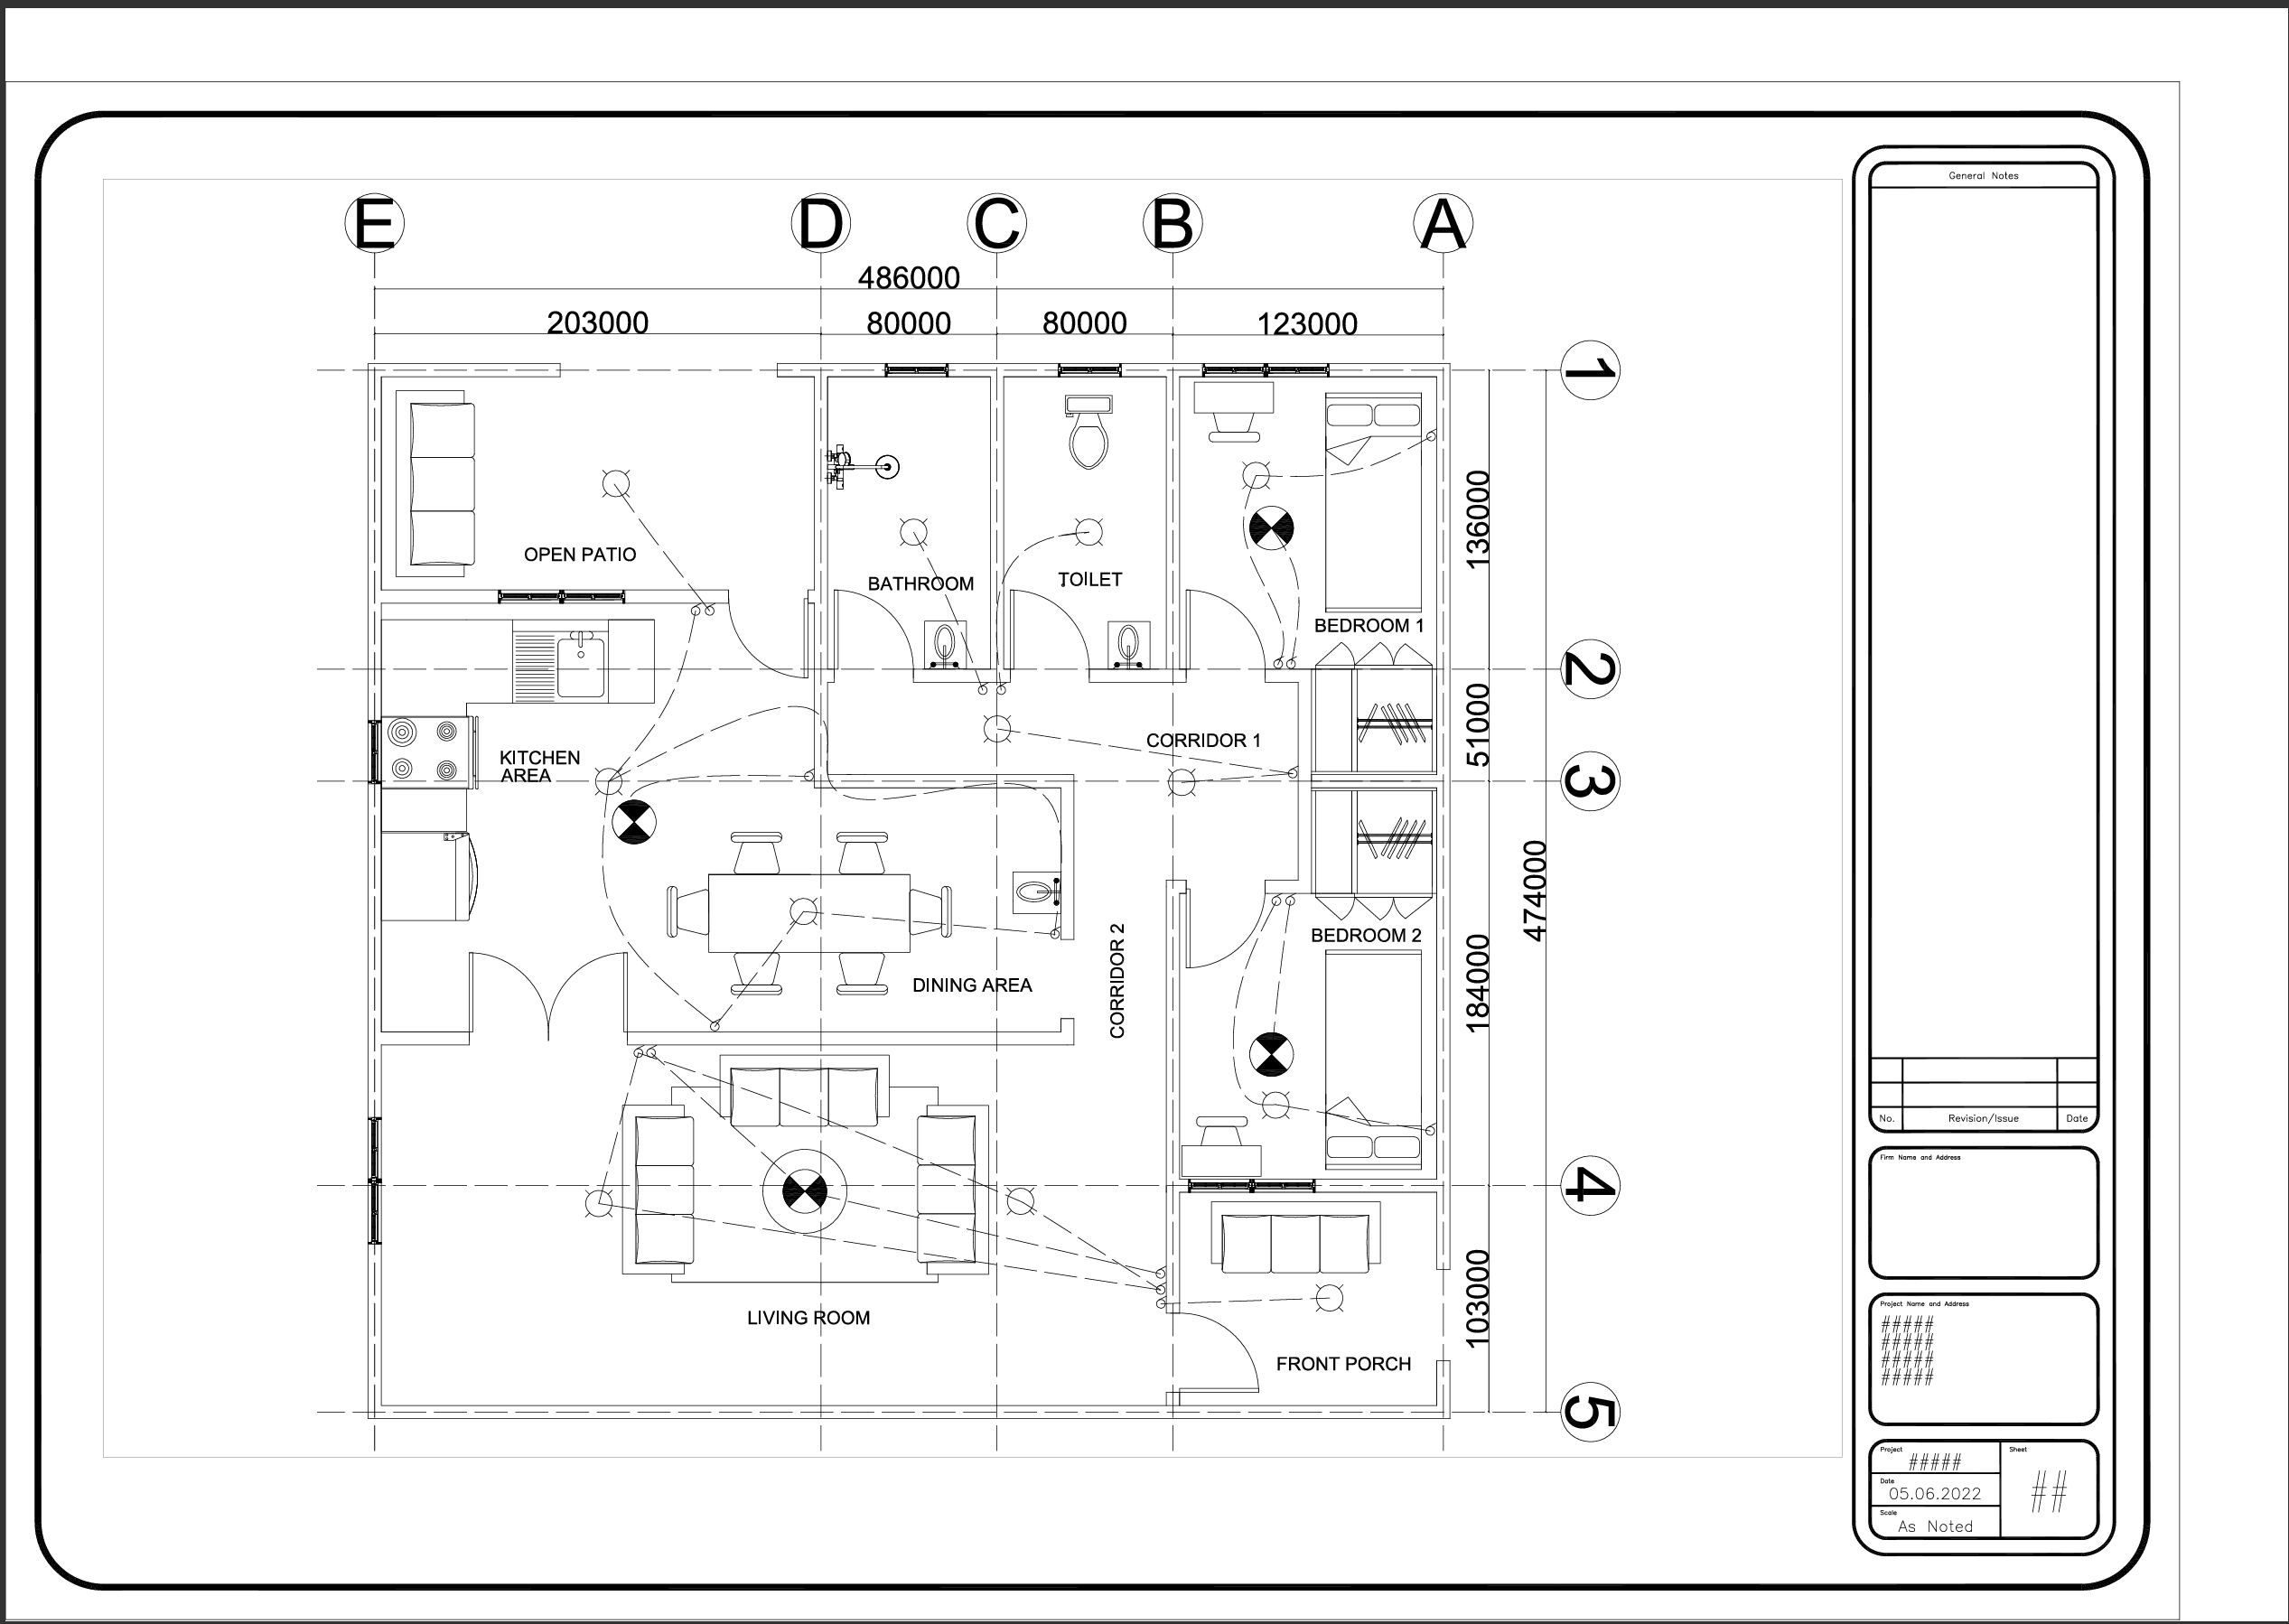 General Notes
E
D
C
B
A
486000
203000
80000
80000
123000
1
136000
OPEN PATIO
BATHROOM
TOILET
BEDROOM 1
2
51000
CORRIDOR 1
KITCHEN
AREA
3
474000
BEDROOM 2
184000
CORRIDOR 2
DINING AREA
4
103000
LIVING ROOM
FRONT PORCH
5
No.
Revision/Issue
Date
Firm Name and Address
Project Name and Address
#####
#####
#####
#####
Project
#####
Sheet
##
Date
05.06.2022
Scale
As Noted